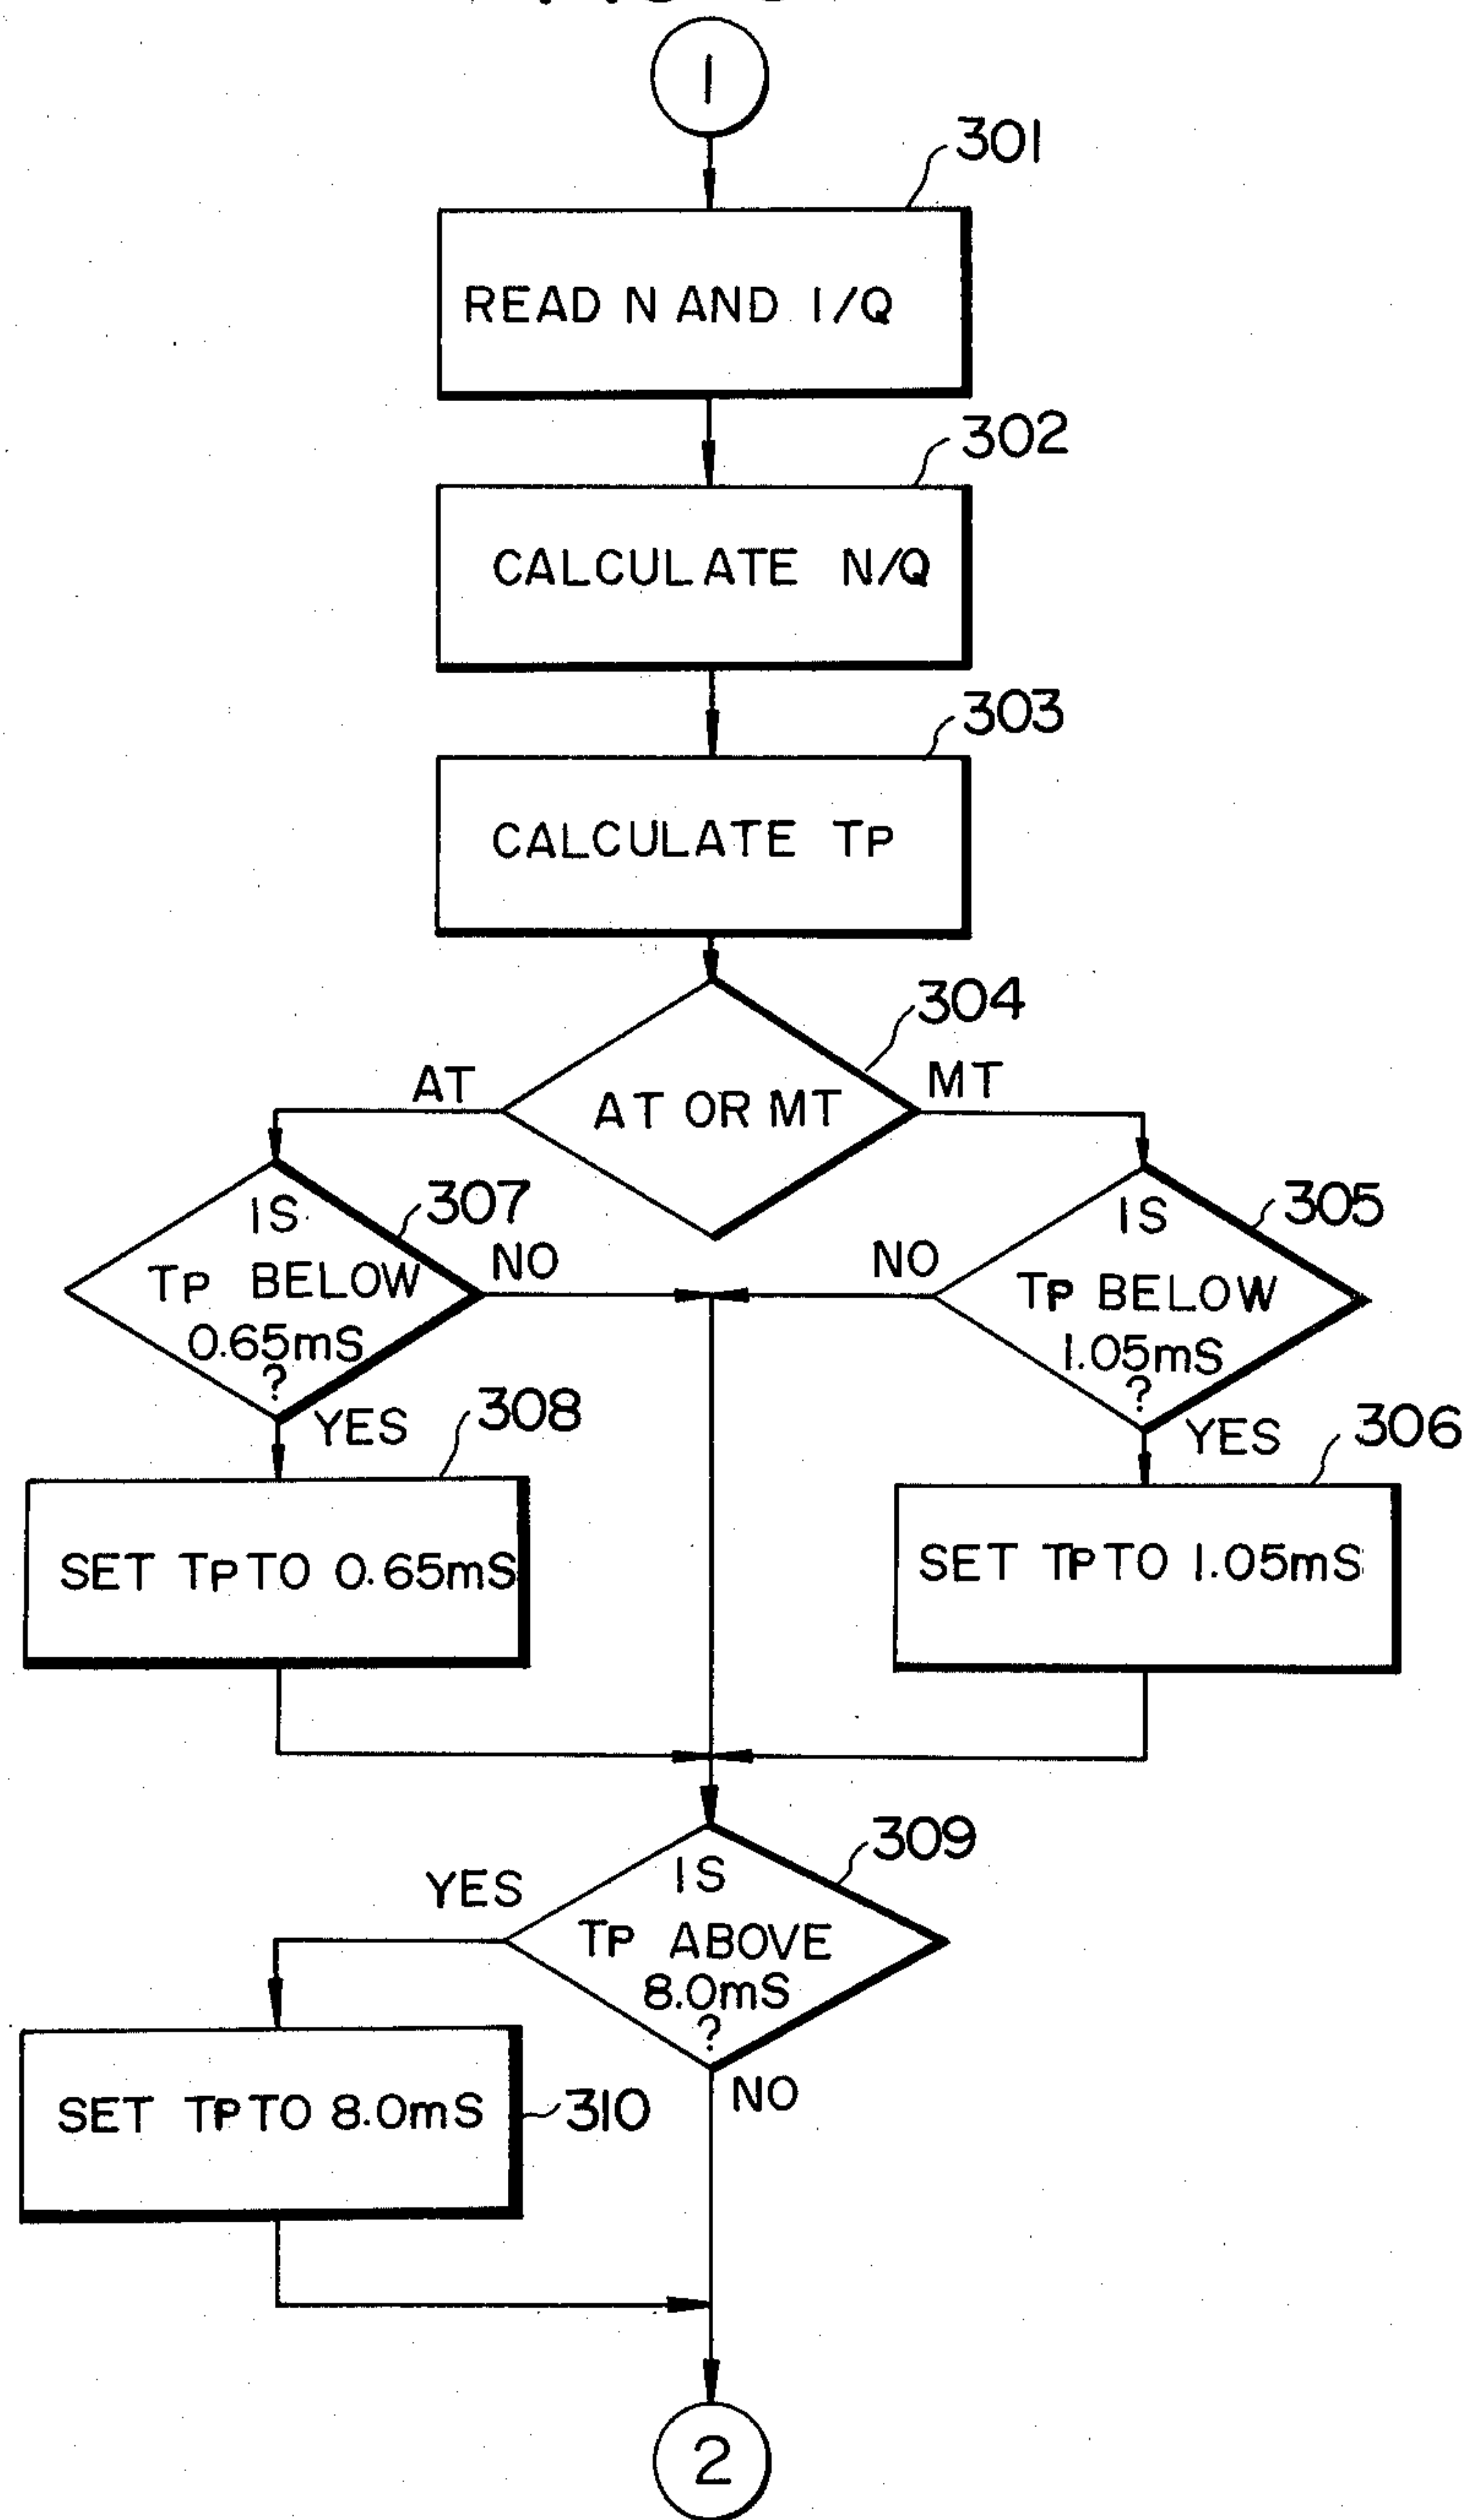 1
301
READ N AND 1/Q
302
CALCULATE N/Q
303
CALCULATE TP
304
AT
AT OR MT
MT
307
IS
TP BELOW
0.65mS
?
NO
YES
305
IS
TP BELOW
1.05mS
?
NO
YES
308
SET TP TO 0.65mS
306
SET TP TO 1.05mS
309
IS
TP ABOVE
8.0mS
?
YES
NO
SET TP TO 8.0mS
310
2